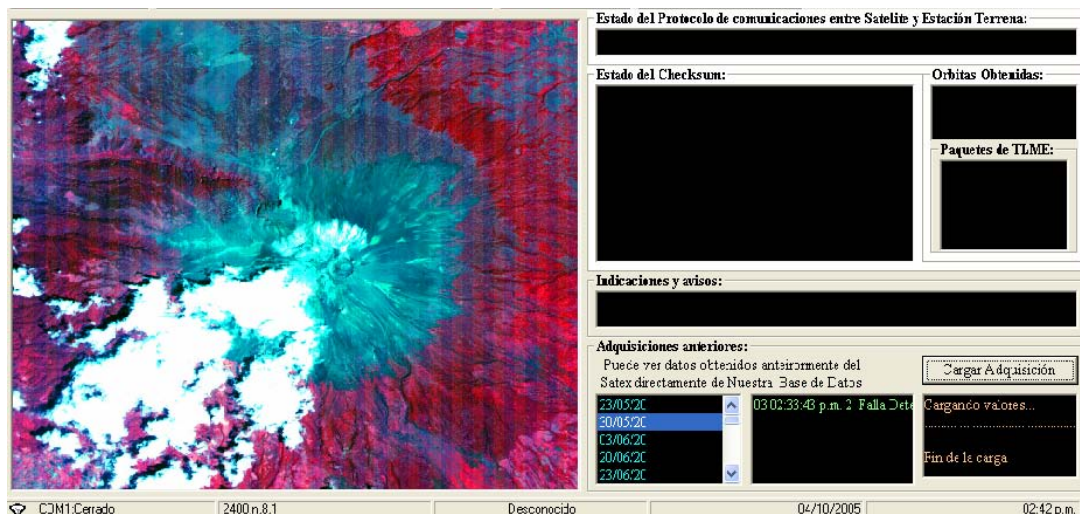 Estado del Protocolo de comunicaciones entre Satelite y Estación Terrena:
Estado del Checksum:
Orbitas Obtenidas:
Paquetes de TLME:
Indicaciones y avisos:
Adquisiciones anteriores:
Puede ver datos obtenidos anteirormente del
Satex directamente de Nuestra Base de Datos
Cargar Adquisición
23/05/20
30/05/20
03/06/20
20/06/20
23/06/20
03 02:33:43 p.m. 2 Falla Dete
Cargando valores...
Fin de la carga
COM1:Cerrado
2400 n,8,1
Desconocido
04/10/2005
02:42 p.m.